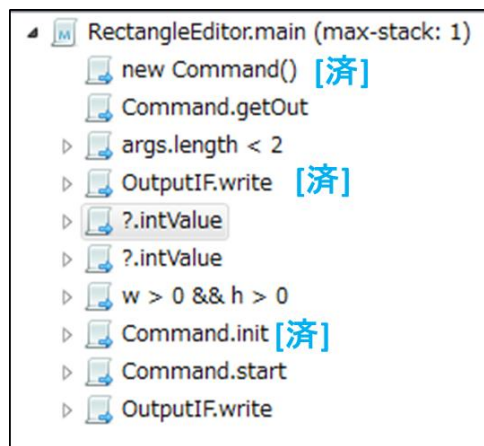 RectangleEditor.main (max-stack: 1)
new Command() [済]
Command.getOut
args.length < 2
OutputIF.write [済]
?.intValue
?.intValue
w > 0 && h > 0
Command.init [済]
Command.start
OutputIF.write